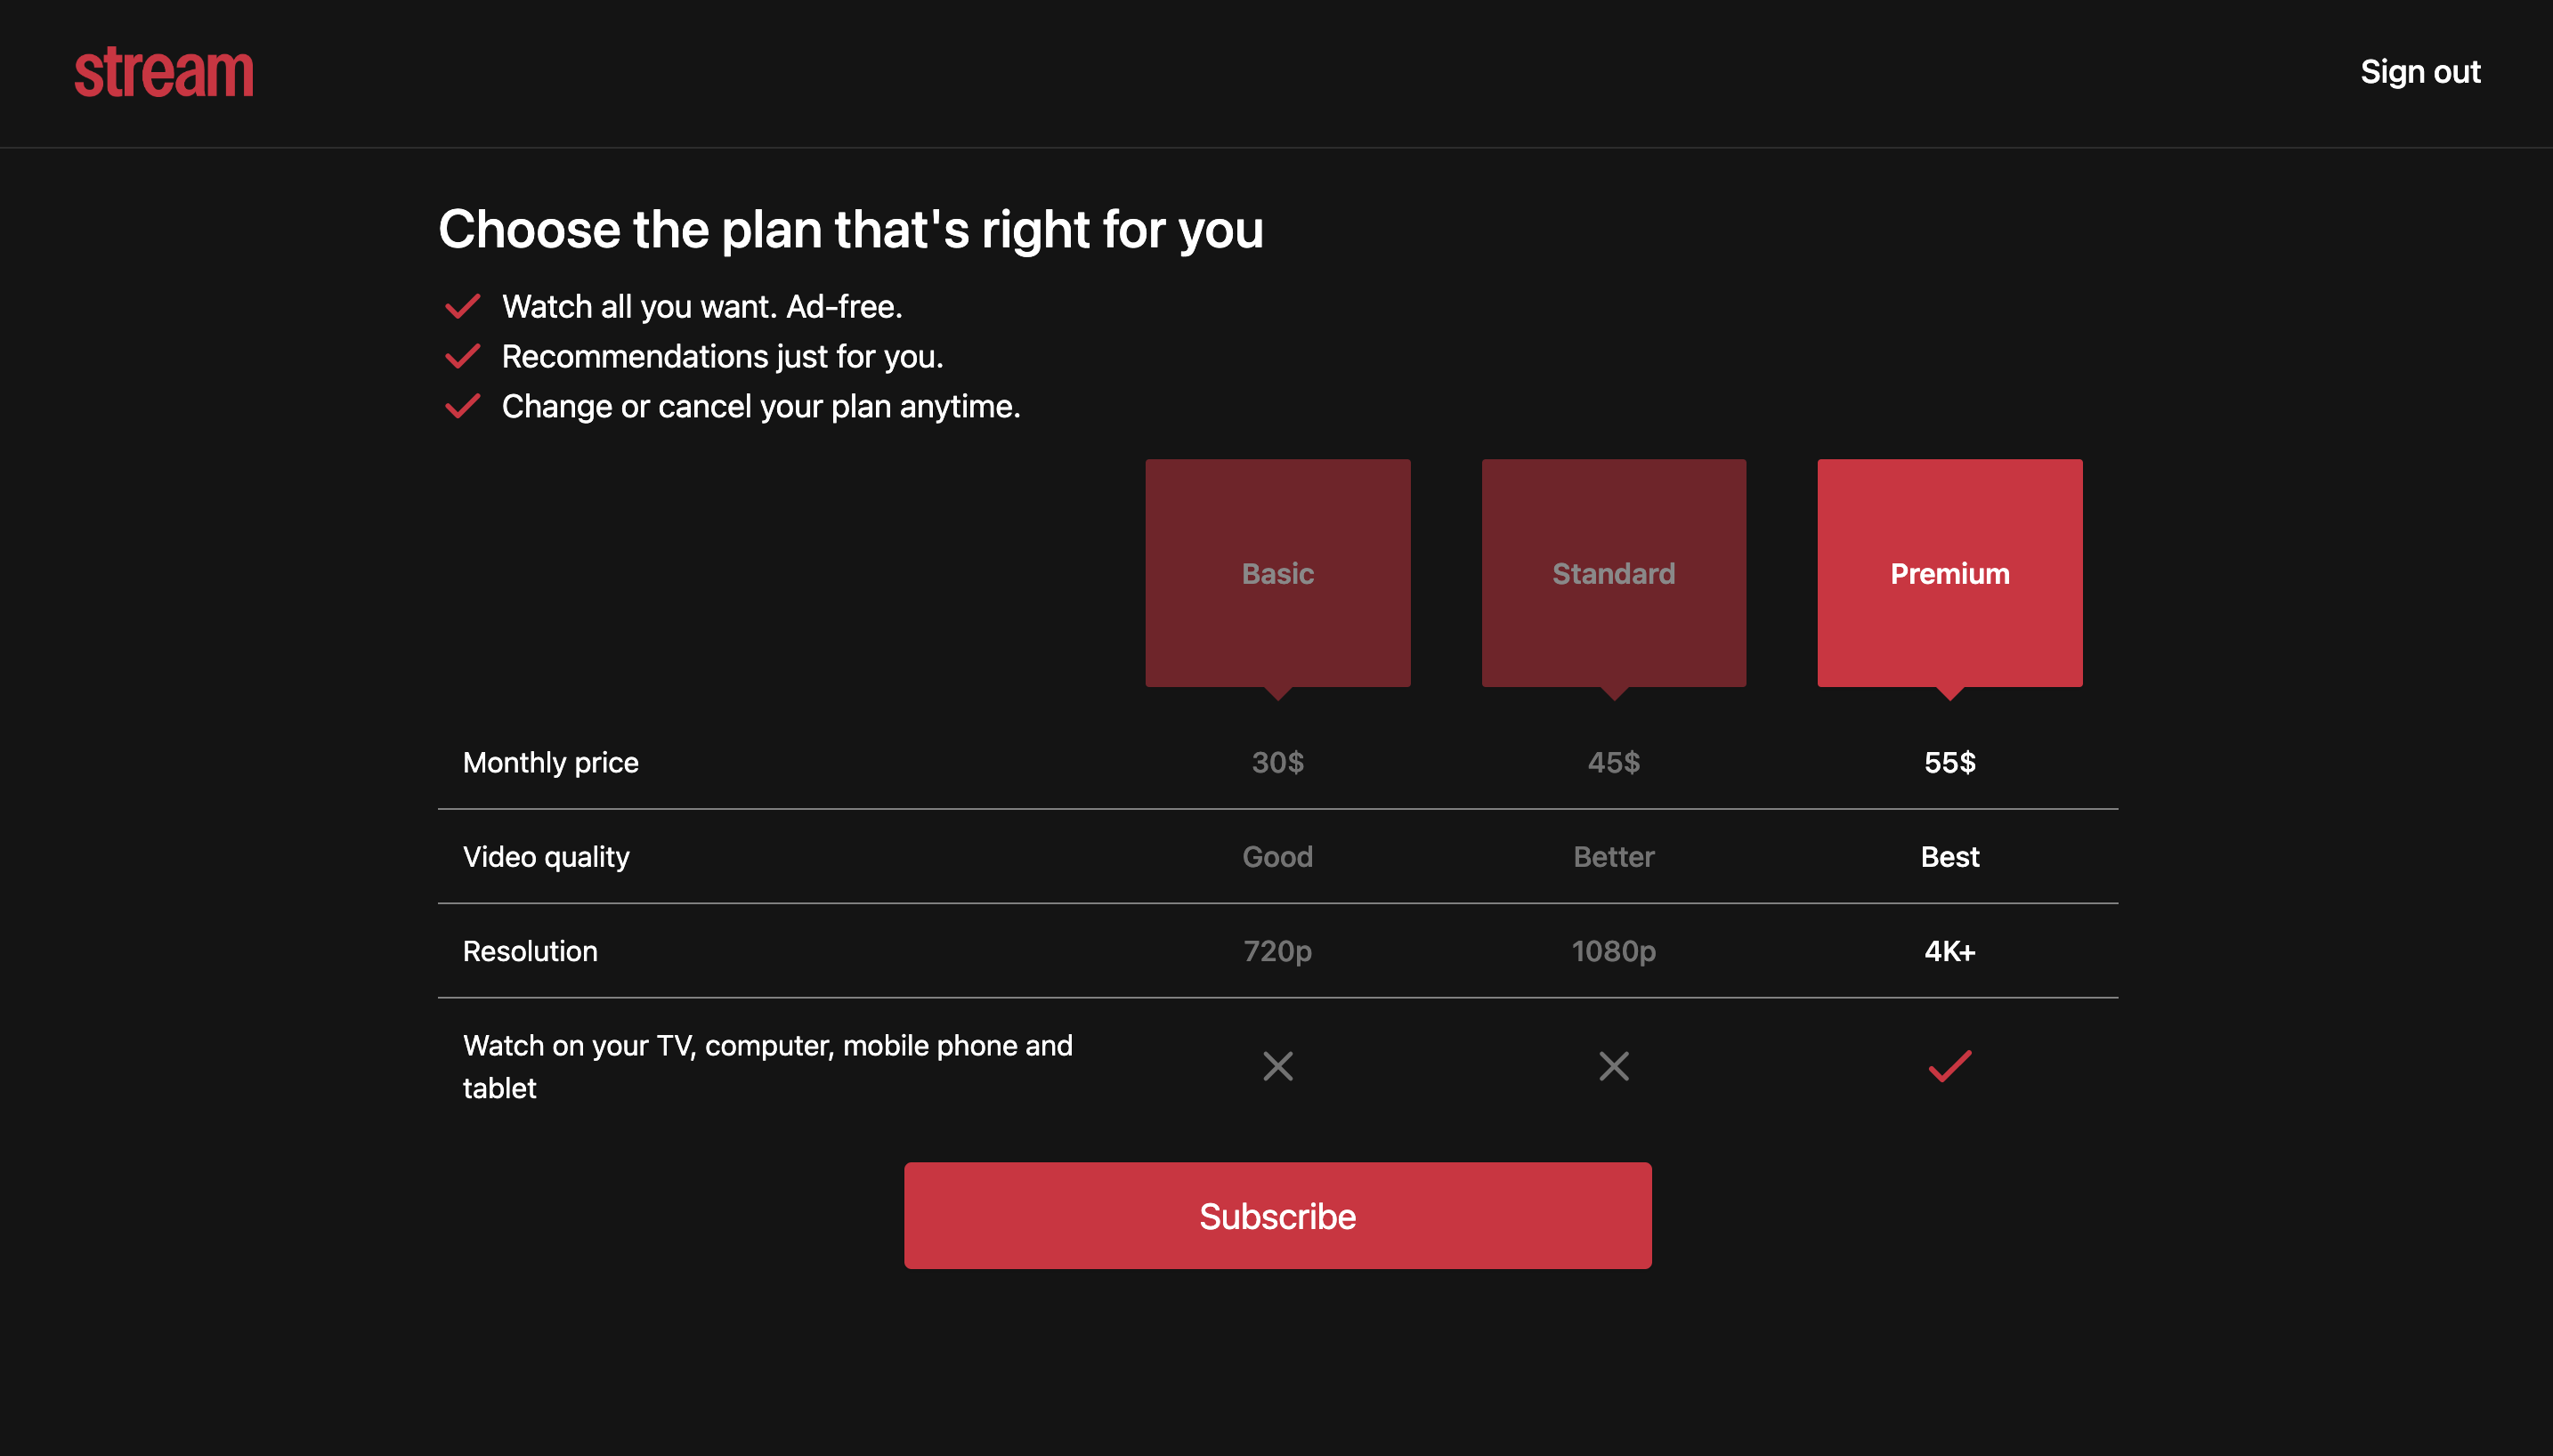 stream
Sign out
Choose the plan that's right for you
Watch all you want. Ad-free.
Recommendations just for you.
Change or cancel your plan anytime.
Basic Standard Premium
Monthly price 30$ 45$ 55$
Video quality Good Better Best
Resolution 720p 1080p 4K+
Watch on your TV, computer, mobile phone and
tablet
Subscribe